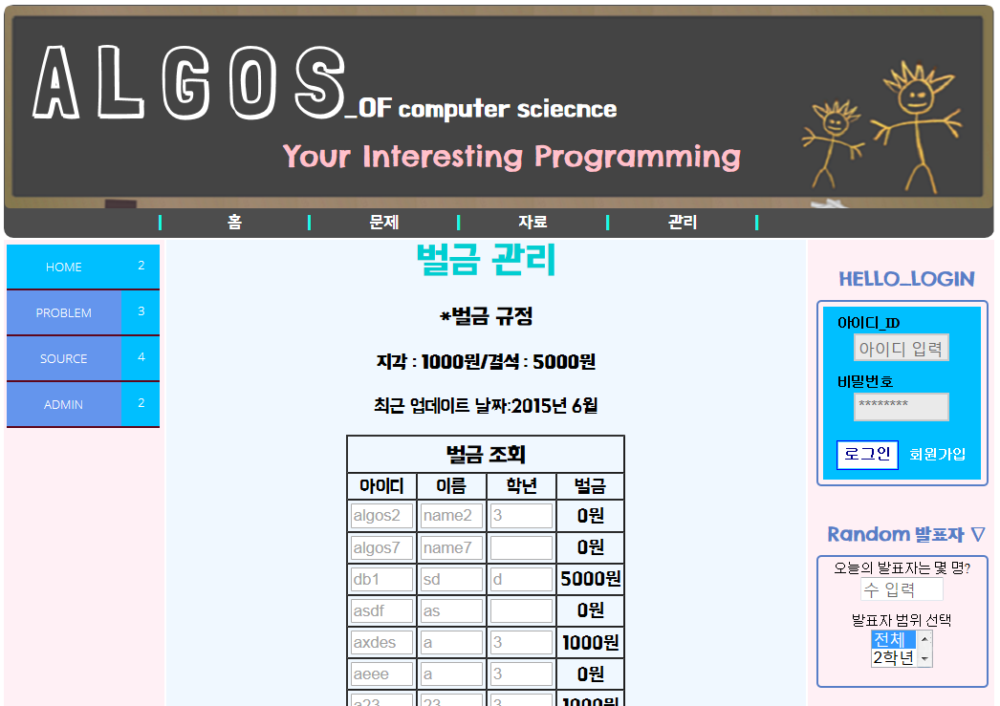 ALGOS_OF computer sciecnce
Your Interesting Programming
홈 문제 자료 관리
HOME 2
PROBLEM 3
SOURCE 4
ADMIN 2
벌금 관리
*벌금 규정
지각 : 1000원/결석 : 5000원
최근 업데이트 날짜:2015년 6월
벌금 조회
아이디 이름 학년 벌금
algos2 name2 3 0원
algos7 name7 0원
db1 sd d 5000원
asdf as 0원
axdes a 3 1000원
aeee a 3 0원
a23 23 3 1000원
HELLO_LOGIN
아이디_ID
아이디 입력
비밀번호
********
로그인 회원가입
Random 발표자 ▽
오늘의 발표자는 몇 명?
수 입력
발표자 범위 선택
전체
2학년